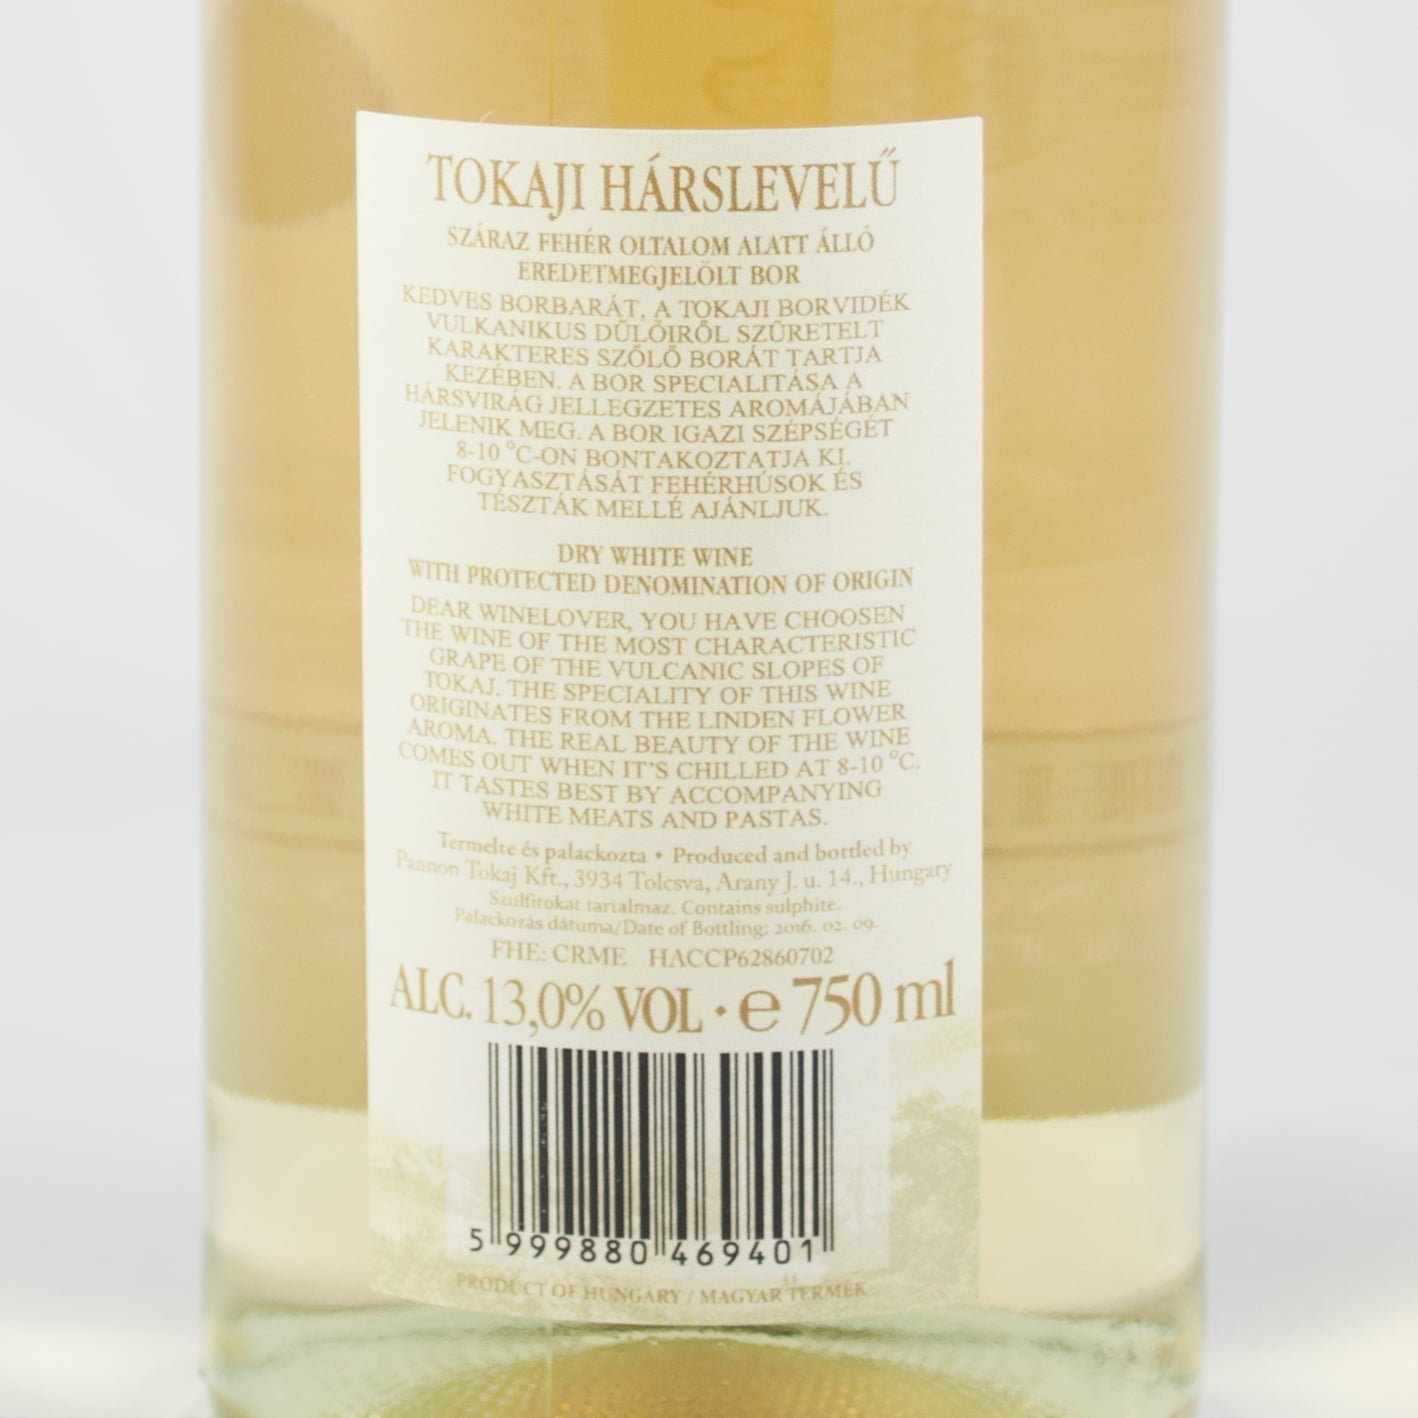 TOKAJI HÁRSLEVELŰ
SZÁRAZ FEHÉR OLTALOM ALATT ÁLLÓ
EREDETMEGJELÖLT BOR
KEDVES BORBARÁT, A TOKAJI BORVIDÉK
VULKANIKUS DŰLŐIRŐL SZÜRETELT
KARAKTERES SZŐLŐ BORÁT TARTJA
KEZÉBEN. A BOR SPECIALITÁSA A
HÁRSVIRÁG JELLEGZETES AROMÁJÁBAN
JELENIK MEG. A BOR IGAZI SZÉPSÉGÉT
8-10 °C-ON BONTAKOZTATJA KI.
FOGYASZTÁSÁT FEHÉRHÚSOK ÉS
TÉSZTÁK MELLÉ AJÁNLJUK.
DRY WHITE WINE
WITH PROTECTED DENOMINATION OF ORIGIN
DEAR WINELOVER, YOU HAVE CHOOSEN
THE WINE OF THE MOST CHARACTERISTIC
GRAPE OF THE VULCANIC SLOPES OF
TOKAJ. THE SPECIALITY OF THIS WINE
ORIGINATES FROM THE LINDEN FLOWER
AROMA. THE REAL BEAUTY OF THE WINE
COMES OUT WHEN IT'S CHILLED AT 8-10 °C.
IT TASTES BEST BY ACCOMPANYING
WHITE MEATS AND PASTAS.
Termelte és palackozta • Produced and bottled by
Pannon Tokaj Kft., 3934 Tolcsva, Arany J. u. 14., Hungary
Szulfitokat tartalmaz. Contains sulphite.
Palackozás dátuma/Date of Bottling: 2016. 02. 09.
FHE: CRME HACCP62860702
ALC. 13,0% VOL • ℮ 750 ml
5 999880 469401
PRODUCT OF HUNGARY / MAGYAR TERMÉK